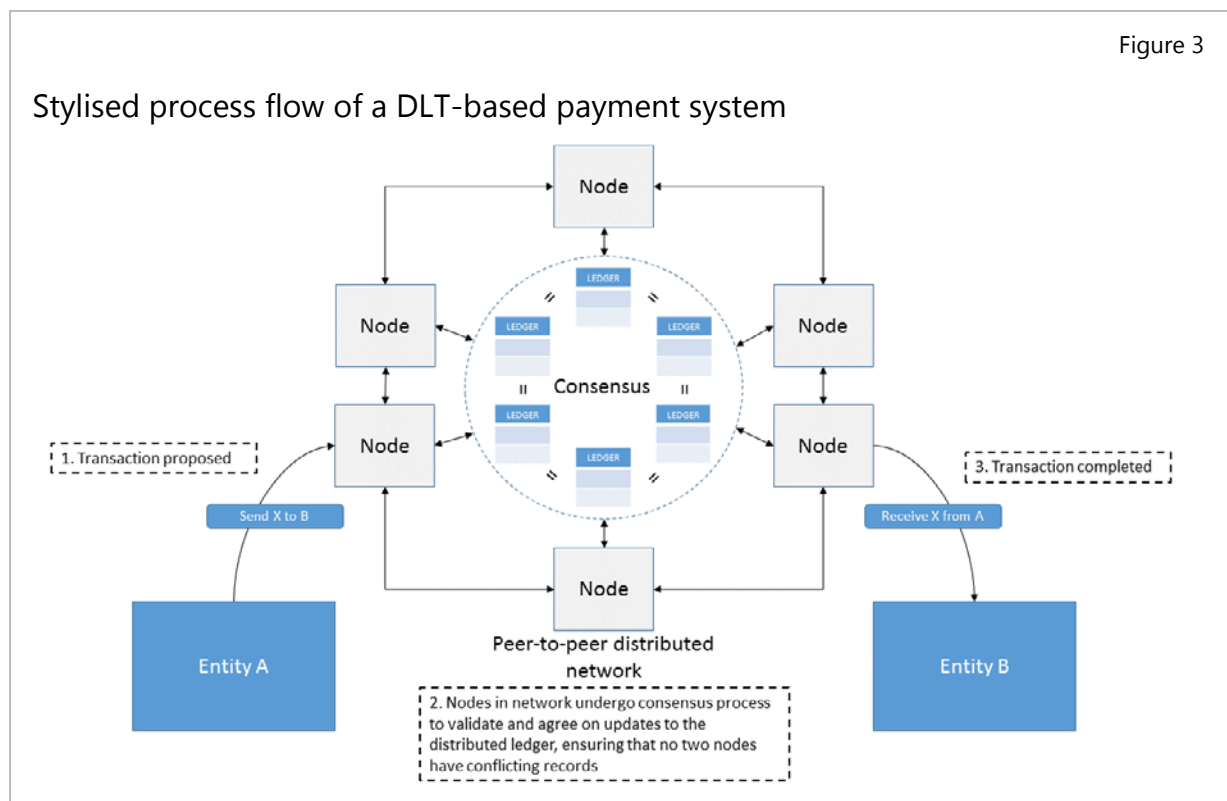 Figure 3
Stylised process flow of a DLT-based payment system
Node
LEDGER
=
=
Node
LEDGER
LEDGER
Node
=
Consensus
=
Node
LEDGER
LEDGER
Node
1. Transaction proposed
LEDGER
3. Transaction completed
=
=
Send X to B
Receive X from A
Node
Entity A
Peer-to-peer distributed
network
Entity B
2. Nodes in network undergo consensus process
to validate and agree on updates to the
distributed ledger, ensuring that no two nodes
have conflicting records